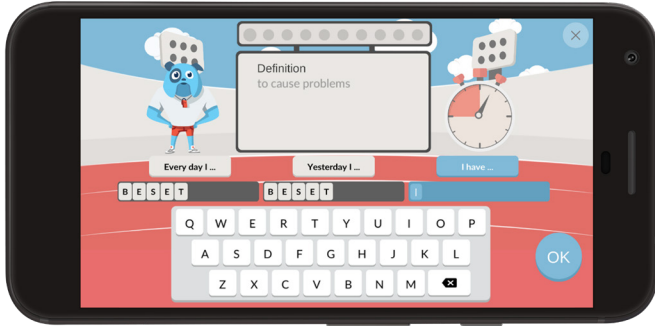 Definition
to cause problems
Every day I ...
Yesterday I ...
I have ...
BESET
BESET
Q W E R T Y U I O P
A S D F G H J K L
Z X C V B N M
OK